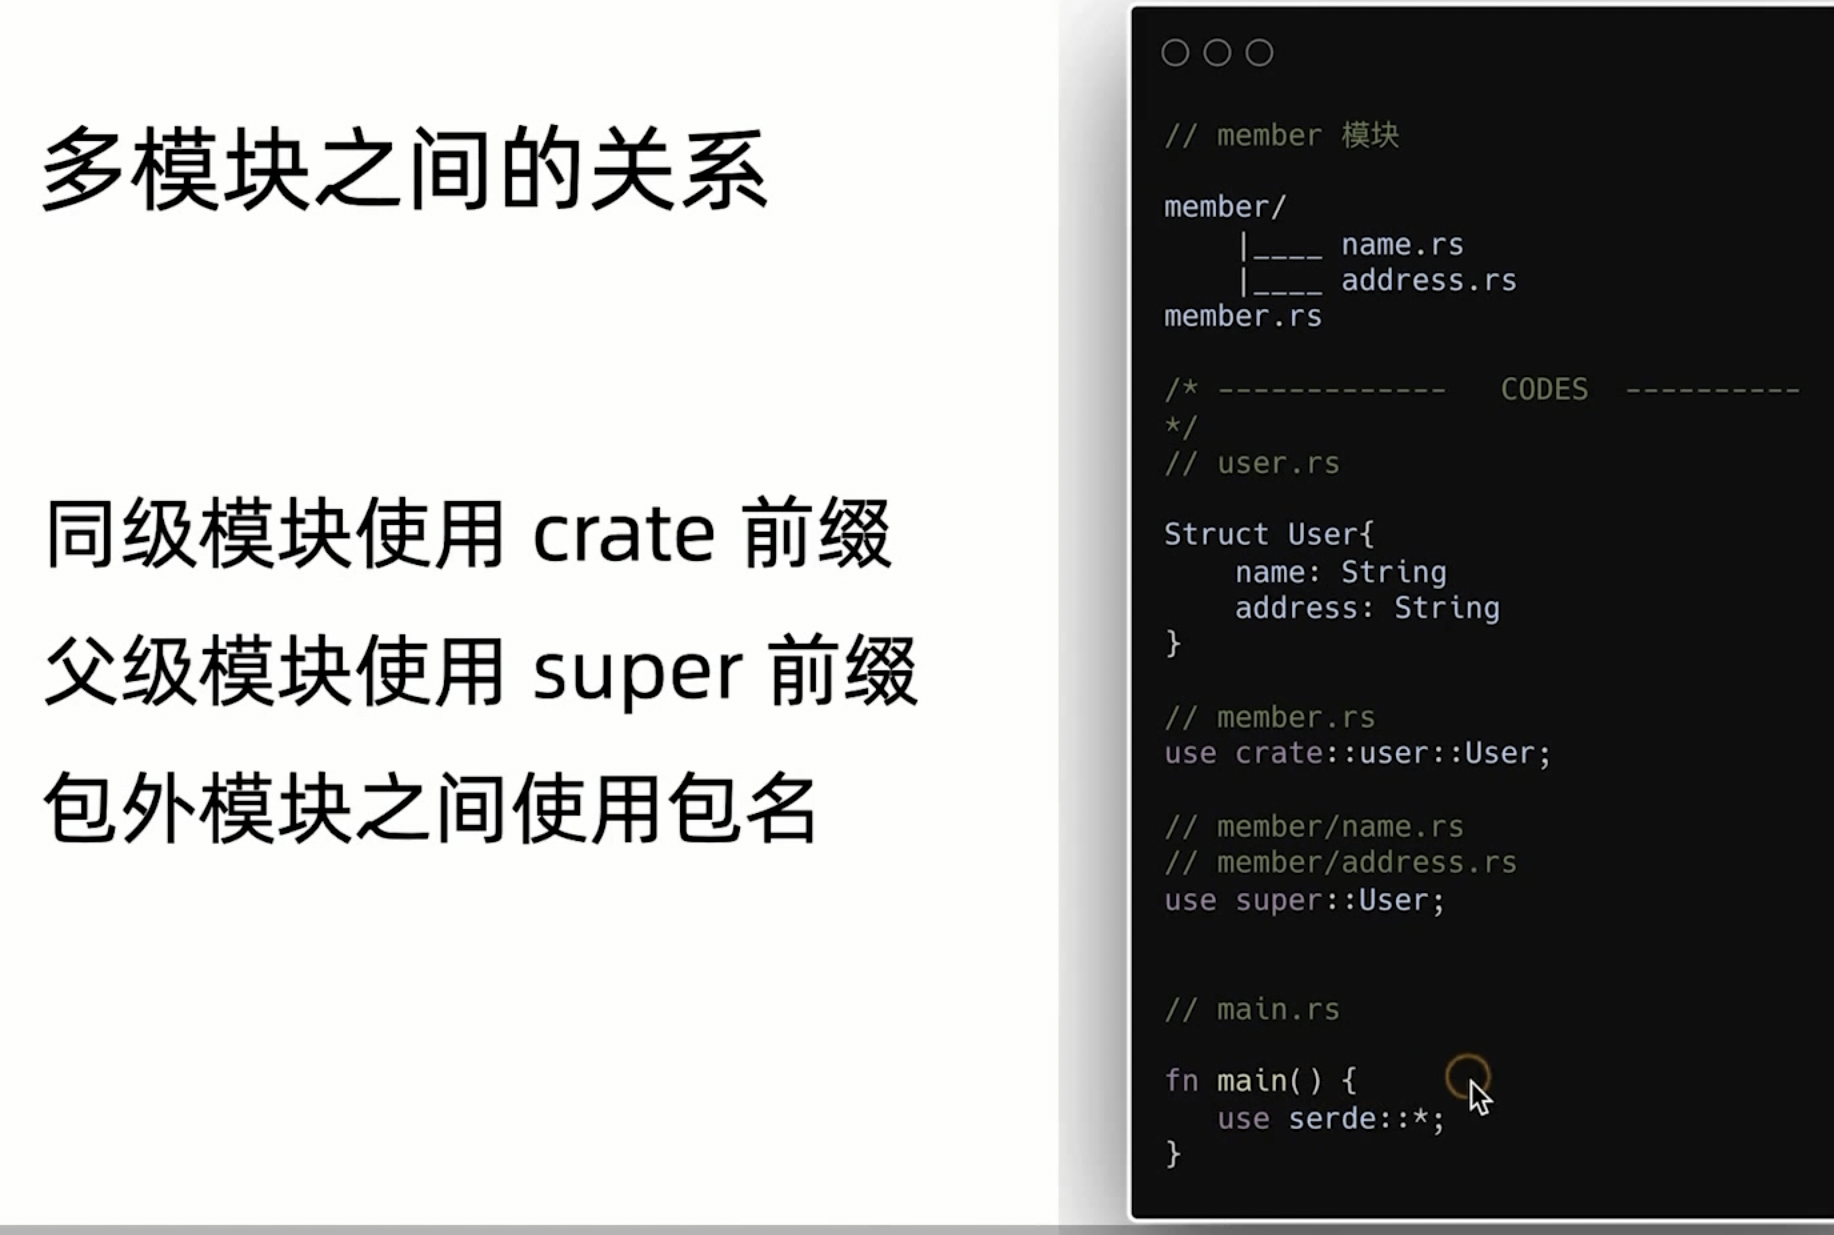 多模块之间的关系
同级模块使用 crate 前缀
父级模块使用 super 前缀
包外模块之间使用包名
// member 模块
member/
    |____ name.rs
    |____ address.rs
member.rs
/* -------------   CODES  ----------
*/
// user.rs
Struct User{
    name: String
    address: String
}
// member.rs
use crate::user::User;
// member/name.rs
// member/address.rs
use super::User;
// main.rs
fn main() {
   use serde::*;
}